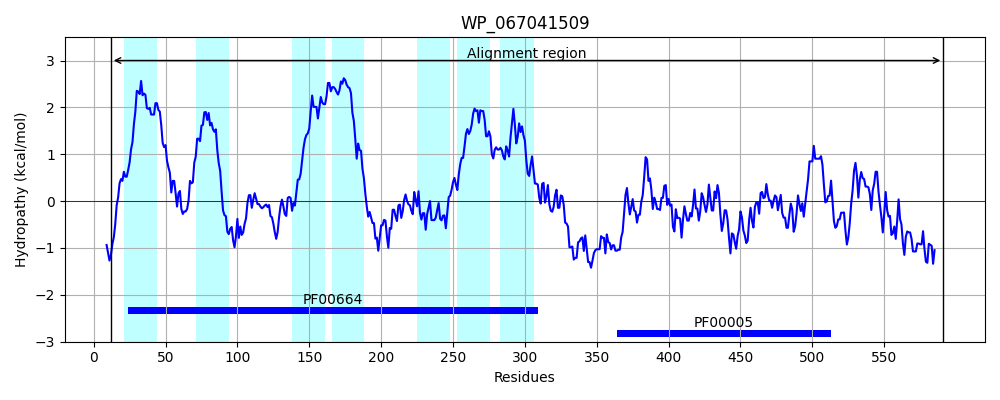 WP_067041509
Alignment region
Hydropathy (kcal/mol)
3
2
1
0
−1
−2
−3
PF00664
PF00005
0 50 100 150 200 250 300 350 400 450 500 550
Residues